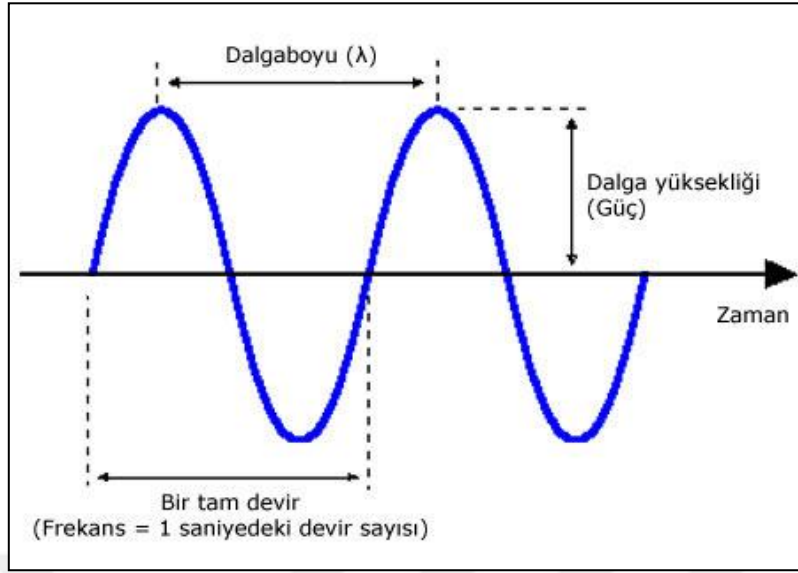 Dalgaboyu (λ)
Dalga yüksekliği
(Güç)
Zaman
Bir tam devir
(Frekans = 1 saniyedeki devir sayısı)